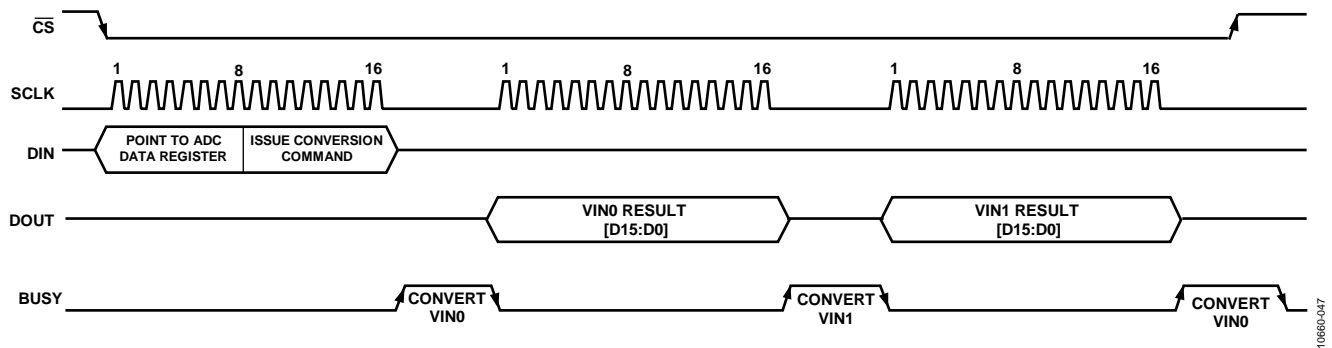 CS
SCLK
1 8 16 1 8 16 1 8 16
DIN
POINT TO ADC
DATA REGISTER
ISSUE CONVERSION
COMMAND
DOUT
VIN0 RESULT
[D15:D0]
VIN1 RESULT
[D15:D0]
BUSY
CONVERT
VIN0
CONVERT
VIN1
CONVERT
VIN0
10660-047